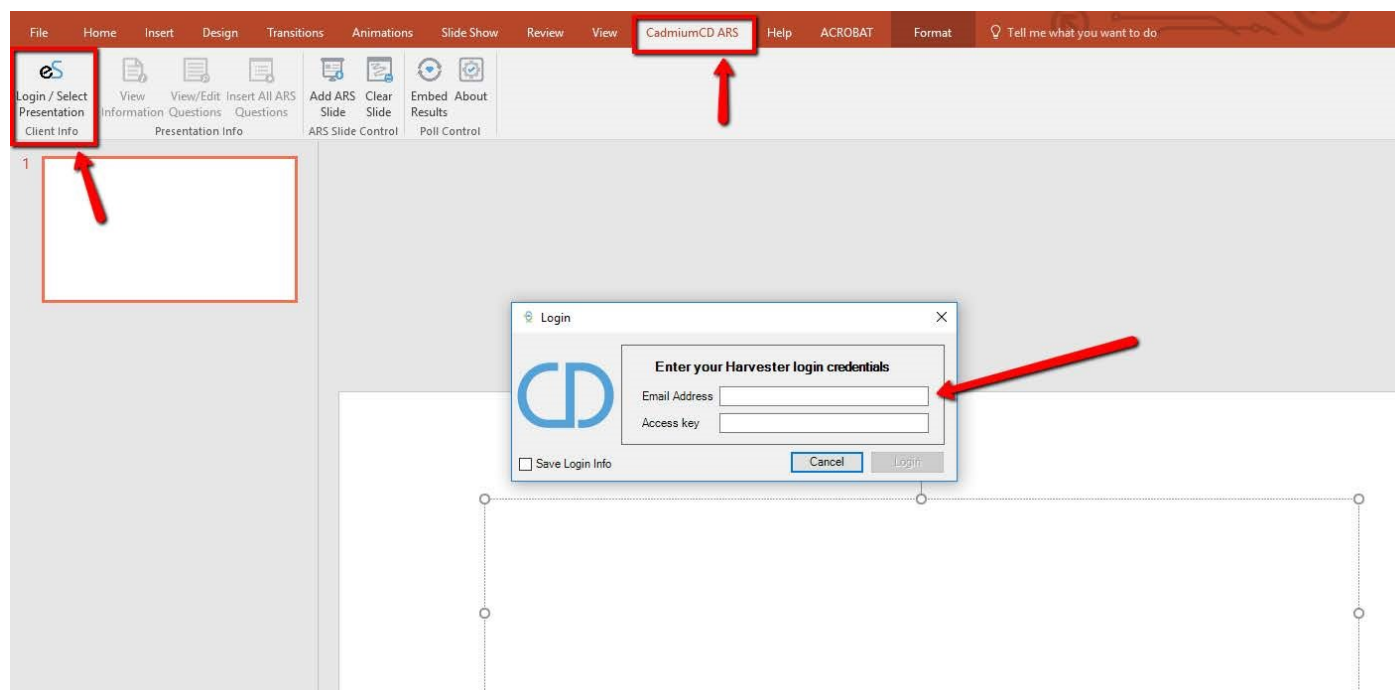 File Home Insert Design Transitions Animations Slide Show Review View CadmiumCD ARS Help ACROBAT Format Tell me what you want to do
eS
Login / Select View View/Edit Insert All ARS Add ARS Clear Embed About
Presentation Information Questions Questions Slide Slide Results
Client Info Presentation Info ARS Slide Control Poll Control
1
Login
CD
Enter your Harvester login credentials
Email Address
Access key
Save Login Info Cancel Login